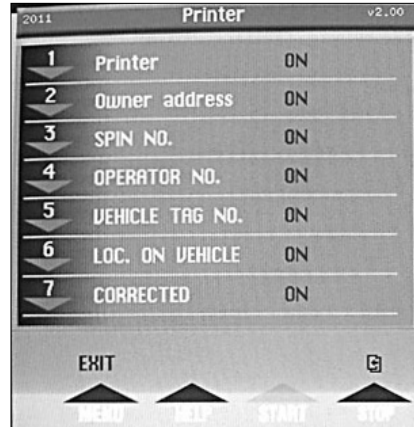 2011 Printer v2.00
1 Printer ON
2 Owner address ON
3 SPIN NO. ON
4 OPERATOR NO. ON
5 VEHICLE TAG NO. ON
6 LOC. ON VEHICLE ON
7 CORRECTED ON
EXIT
MENU HELP START STOP